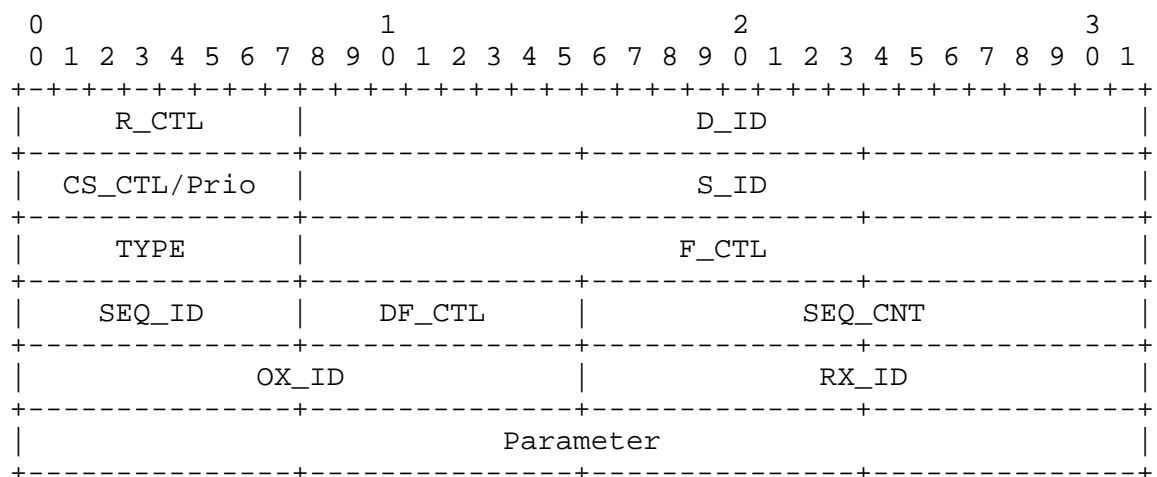 0                   1                   2                   3
0 1 2 3 4 5 6 7 8 9 0 1 2 3 4 5 6 7 8 9 0 1 2 3 4 5 6 7 8 9 0 1
+-+-+-+-+-+-+-+-+-+-+-+-+-+-+-+-+-+-+-+-+-+-+-+-+-+-+-+-+-+-+-+-+
|     R_CTL     |                      D_ID                     |
+---------------+---------------+---------------+---------------+
|  CS_CTL/Prio  |                      S_ID                     |
+---------------+---------------+---------------+---------------+
|     TYPE      |                     F_CTL                     |
+---------------+---------------+---------------+---------------+
|    SEQ_ID     |    DF_CTL     |            SEQ_CNT            |
+---------------+---------------+---------------+---------------+
|             OX_ID             |             RX_ID             |
+---------------+---------------+---------------+---------------+
|                           Parameter                           |
+---------------+---------------+---------------+---------------+